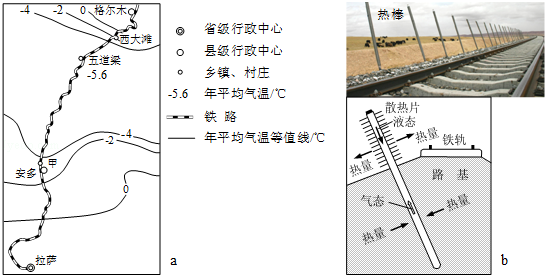 格尔木
-4
-2
0
西大滩
五道梁
-5.6
-4
-2
甲
安多
0
拉萨
a
省级行政中心
县级行政中心
乡镇、村庄
-5.6 年平均气温/℃
铁 路
年平均气温等值线/℃
热棒
散热片
液态
热量
热量
铁轨
路 基
气态
热量
热量
b